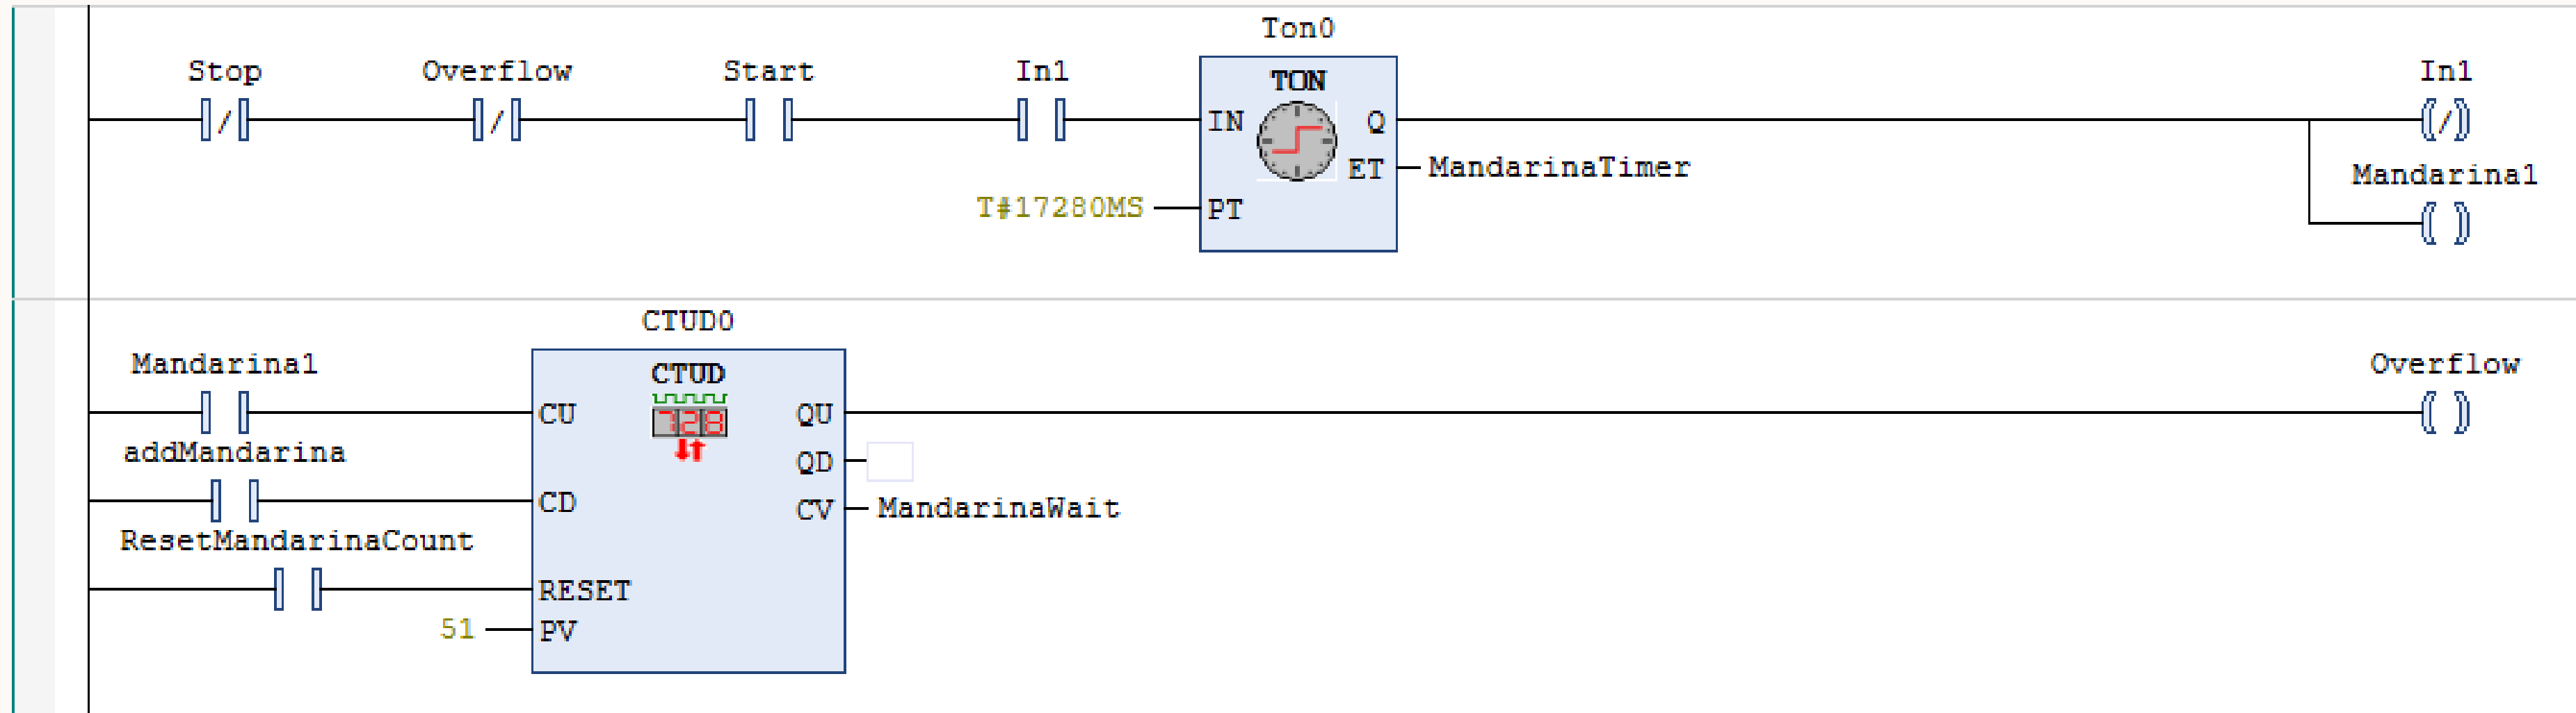 Ton0
Stop Overflow Start In1 TON In1
IN Q
ET MandarinaTimer Mandarina1
T#17280MS PT
CTUD0
Mandarina1 CTUD Overflow
CU QU
addMandarina QD
CD CV MandarinaWait
ResetMandarinaCount
RESET
51 PV